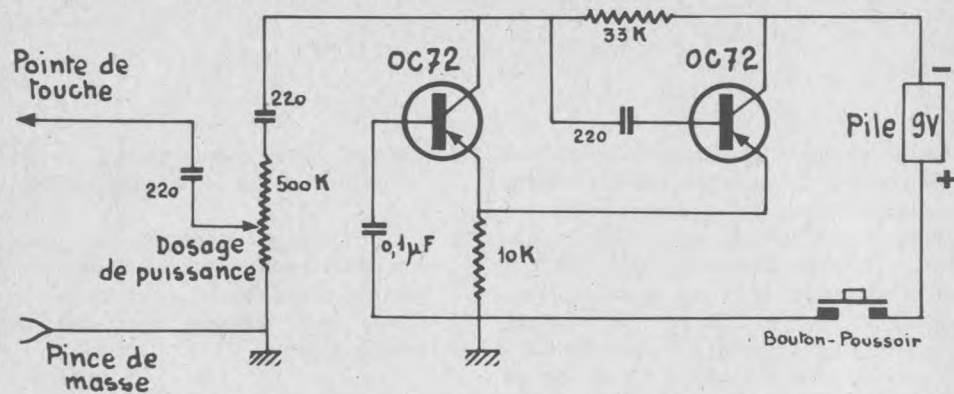 33K
OC72
OC72
Pointe de
touche
220
220
Pile
9V
-
+
220
500K
Dosage
de puissance
0,1µF
10K
Bouton-Poussoir
Pince de
masse